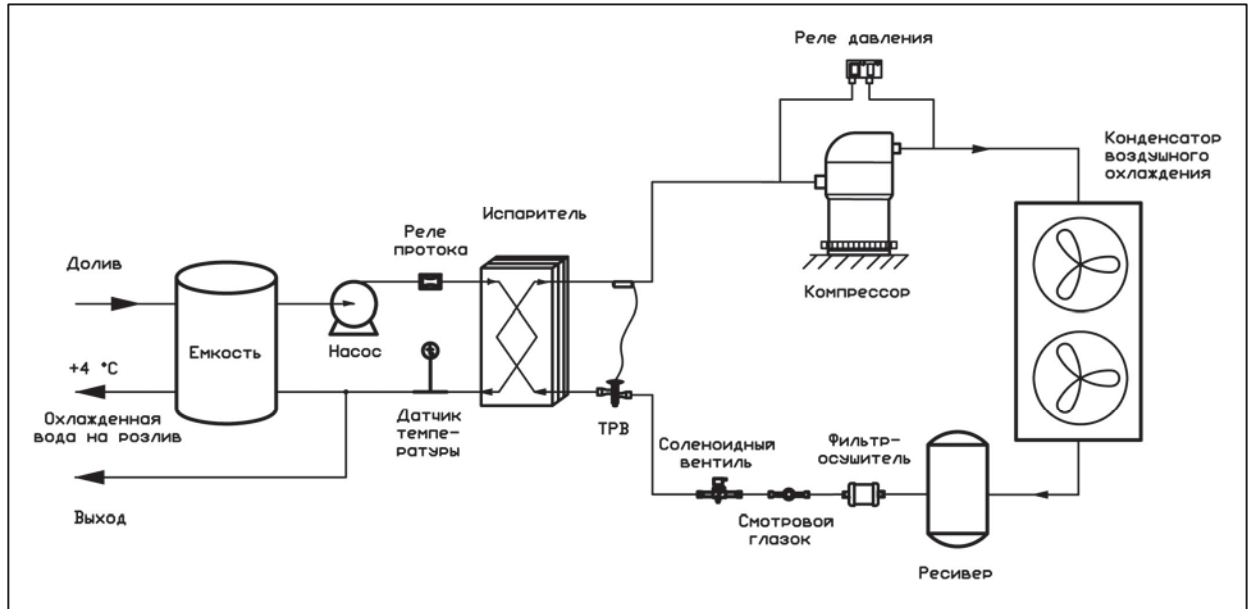 Реле давления
Конденсатор
воздушного
охлаждения
Испаритель
Реле
протока
Долив
Компрессор
Емкость
Насос
+4 °С
Охлажденная
вода на розлив
Датчик
темпе-
ратуры
ТРВ
Соленоидный
вентиль
Фильтр-
осушитель
Смотровой
глазок
Выход
Ресивер